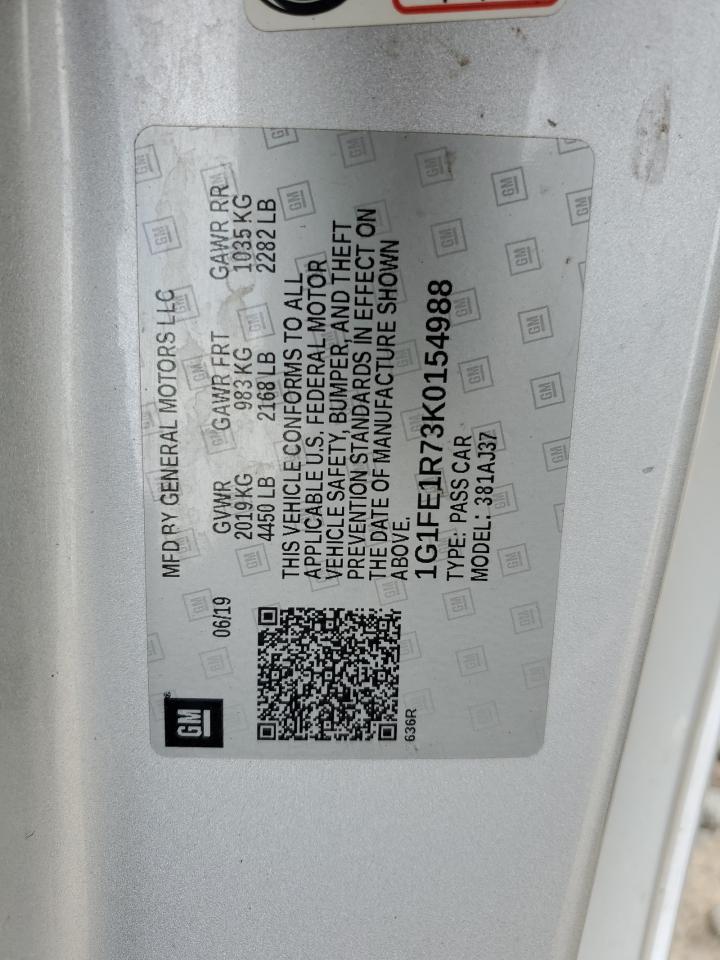 GM
MFD BY GENERAL MOTORS LLC
06/19
GVWR GAWR FRT GAWR RR
2019 KG 983 KG 1035 KG
4450 LB 2168 LB 2282 LB
THIS VEHICLE CONFORMS TO ALL
APPLICABLE U.S. FEDERAL MOTOR
VEHICLE SAFETY, BUMPER, AND THEFT
PREVENTION STANDARDS IN EFFECT ON
THE DATE OF MANUFACTURE SHOWN
ABOVE.
1G1FE1R73K0154988
TYPE: PASS CAR
MODEL: 381AJ37
636R